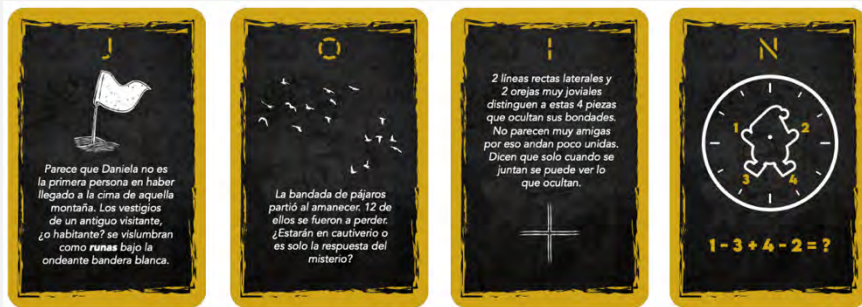 J
Parece que Daniela no es
la primera persona en haber
llegado a la cima de aquella
montaña. Los vestigios
de un antiguo visitante,
¿o habitante? se vislumbran
como runas bajo la
ondeante bandera blanca.
O
La bandada de pájaros
partió al amanecer. 12 de
ellos se fueron a perder.
¿Estarán en cautiverio o
es solo la respuesta del
misterio?
I
2 líneas rectas laterales y
2 orejas muy joviales
distinguen a estas 4 piezas
que ocultan sus bondades.
No parecen muy amigas
por eso andan poco unidas.
Dicen que solo cuando se
juntan se puede ver lo
que ocultan.
N
1 2
3 4
1 - 3 + 4 - 2 = ?